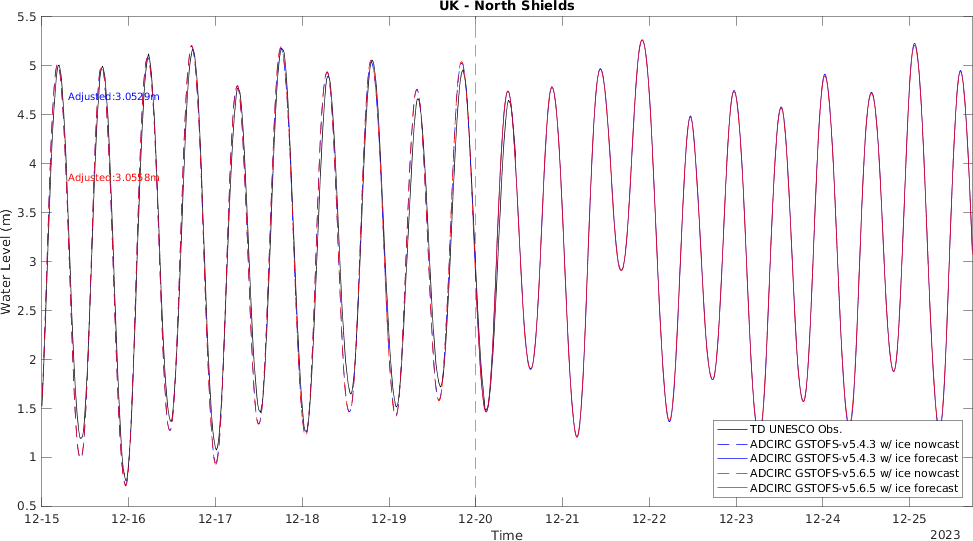 UK - North Shields
5.5
5
4.5
4
3.5
3
2.5
2
1.5
1
0.5
Water Level (m)
Adjusted:3.0529m
Adjusted:3.0558m
TD UNESCO Obs.
ADCIRC GSTOFS-v5.4.3 w/ ice nowcast
ADCIRC GSTOFS-v5.4.3 w/ ice forecast
ADCIRC GSTOFS-v5.6.5 w/ ice nowcast
ADCIRC GSTOFS-v5.6.5 w/ ice forecast
12-15 12-16 12-17 12-18 12-19 12-20 12-21 12-22 12-23 12-24 12-25
Time
2023